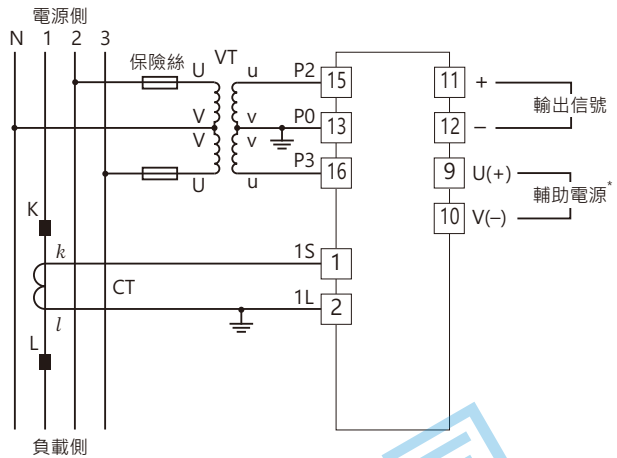 電源側
N 1 2 3
保險絲 U VT u P2 15 11 +
輸出信號
V v P0 13 12 –
V v
U u P3 16 9 U(+)
輔助電源*
10 V(–)
K
k 1S 1
CT
l 1L 2
L
負載側